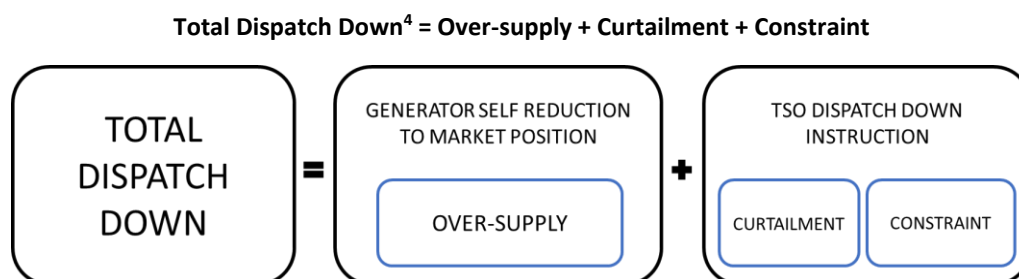 Total Dispatch Down⁴ = Over-supply + Curtailment + Constraint
TOTAL
DISPATCH
DOWN
=
GENERATOR SELF REDUCTION
TO MARKET POSITION
OVER-SUPPLY
+
TSO DISPATCH DOWN
INSTRUCTION
CURTAILMENT
CONSTRAINT